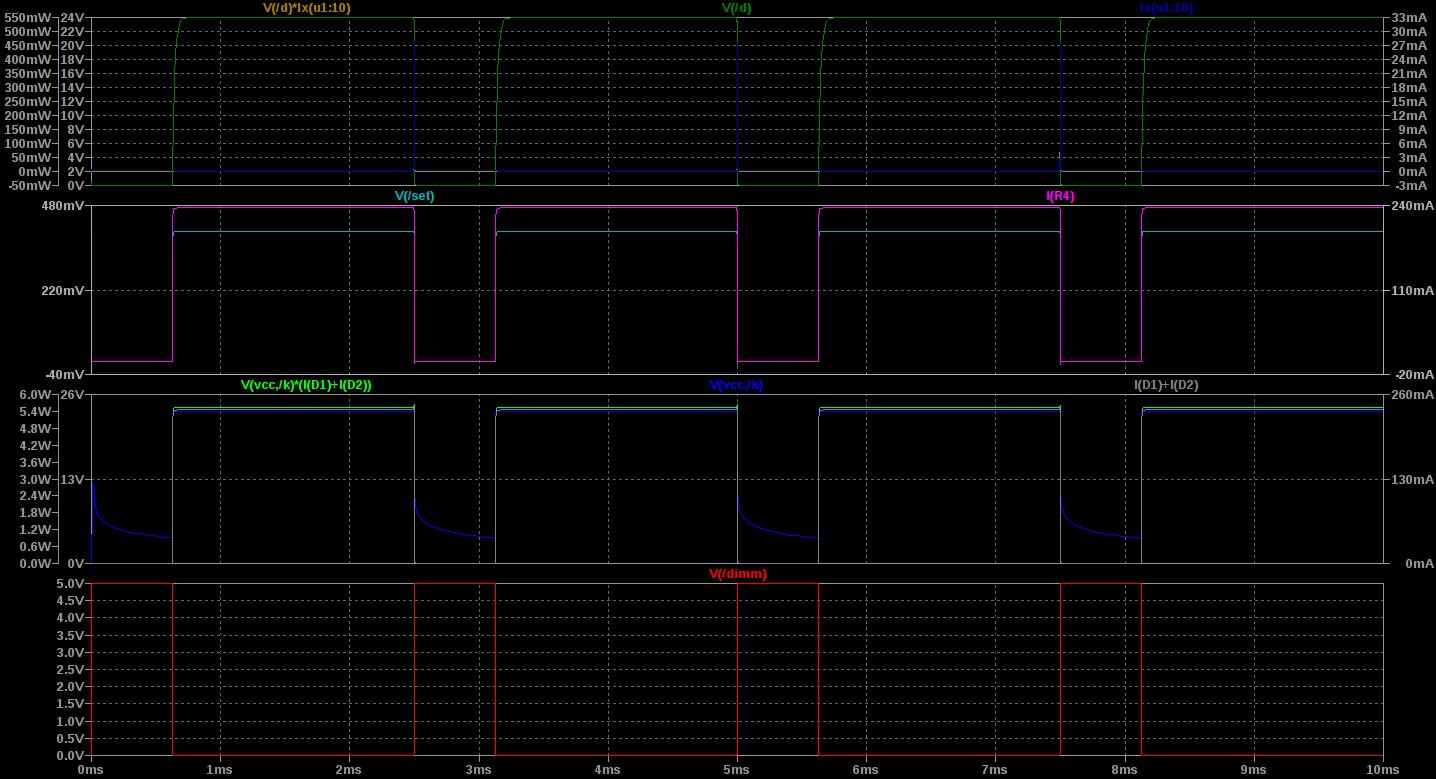 V(/d)*Ix(u1:10) V(/d) Ix(u1:10)
550mW 24V 33mA
500mW 22V 30mA
450mW 20V 27mA
400mW 18V 24mA
350mW 16V 21mA
300mW 14V 18mA
250mW 12V 15mA
200mW 10V 12mA
150mW 8V 9mA
100mW 6V 6mA
50mW 4V 3mA
0mW 2V 0mA
-50mW 0V -3mA
V(/set) I(R4)
480mV 240mA
220mV 110mA
-40mV -20mA
V(vcc,/k)*(I(D1)+I(D2)) V(vcc,/k) I(D1)+I(D2)
6.0W 26V 260mA
5.4W
4.8W
4.2W
3.6W
3.0W 13V 130mA
2.4W
1.8W
1.2W
0.6W
0.0W 0V 0mA
V(/dimm)
5.0V
4.5V
4.0V
3.5V
3.0V
2.5V
2.0V
1.5V
1.0V
0.5V
0.0V
0ms 1ms 2ms 3ms 4ms 5ms 6ms 7ms 8ms 9ms 10ms